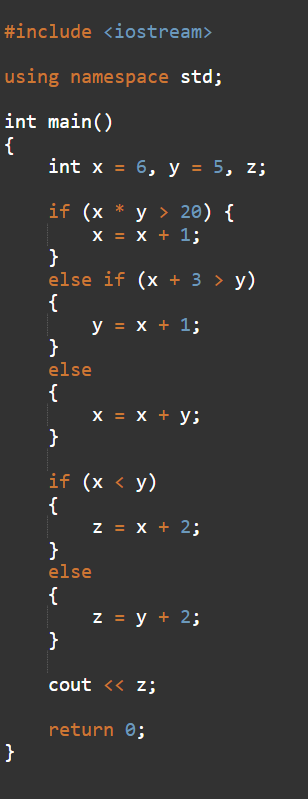 #include <iostream>
using namespace std;
int main()
{
    int x = 6, y = 5, z;
    if (x * y > 20) {
        x = x + 1;
    }
    else if (x + 3 > y)
    {
        y = x + 1;
    }
    else
    {
        x = x + y;
    }
    if (x < y)
    {
        z = x + 2;
    }
    else
    {
        z = y + 2;
    }
    cout << z;
    return 0;
}